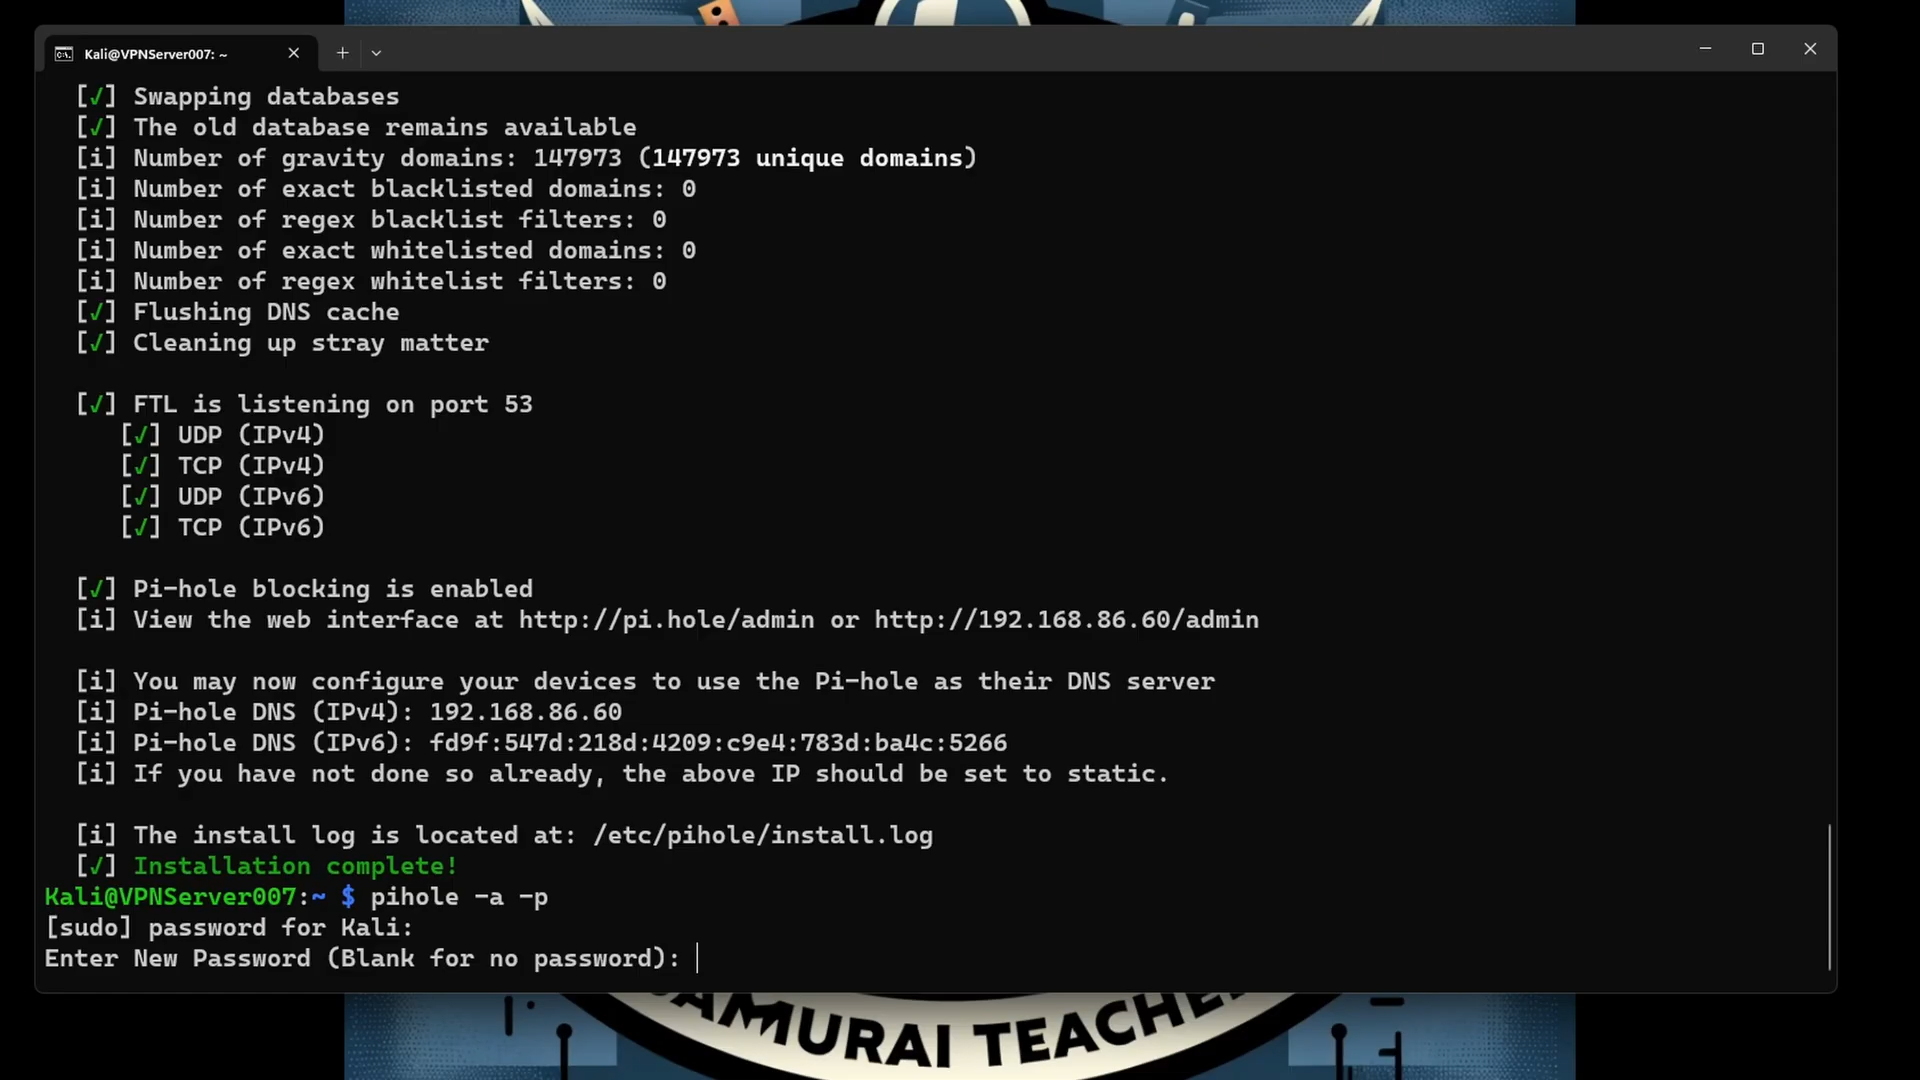 Kali@VPNServer007: ~
[√] Swapping databases
[√] The old database remains available
[i] Number of gravity domains: 147973 (147973 unique domains)
[i] Number of exact blacklisted domains: 0
[i] Number of regex blacklist filters: 0
[i] Number of exact whitelisted domains: 0
[i] Number of regex whitelist filters: 0
[√] Flushing DNS cache
[√] Cleaning up stray matter
[√] FTL is listening on port 53
[√] UDP (IPv4)
[√] TCP (IPv4)
[√] UDP (IPv6)
[√] TCP (IPv6)
[√] Pi-hole blocking is enabled
[i] View the web interface at http://pi.hole/admin or http://192.168.86.60/admin
[i] You may now configure your devices to use the Pi-hole as their DNS server
[i] Pi-hole DNS (IPv4): 192.168.86.60
[i] Pi-hole DNS (IPv6): fd9f:547d:218d:4209:c9e4:783d:ba4c:5266
[i] If you have not done so already, the above IP should be set to static.
[i] The install log is located at: /etc/pihole/install.log
[√] Installation complete!
Kali@VPNServer007:~ $ pihole -a -p
[sudo] password for Kali:
Enter New Password (Blank for no password):
SAMURAI TEACHE